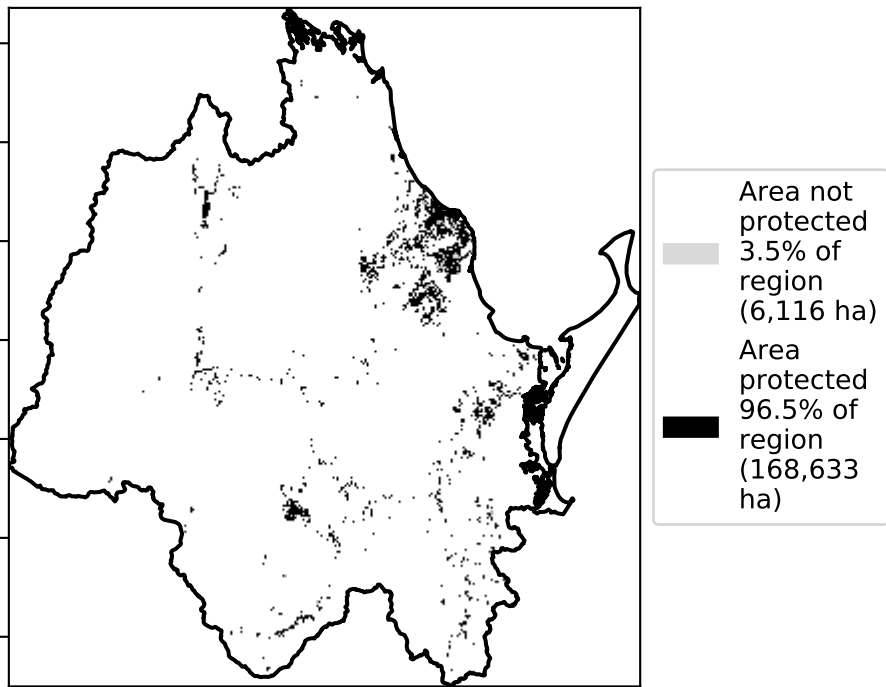 Area not
protected
3.5% of
region
(6,116 ha)
Area
protected
96.5% of
region
(168,633
ha)